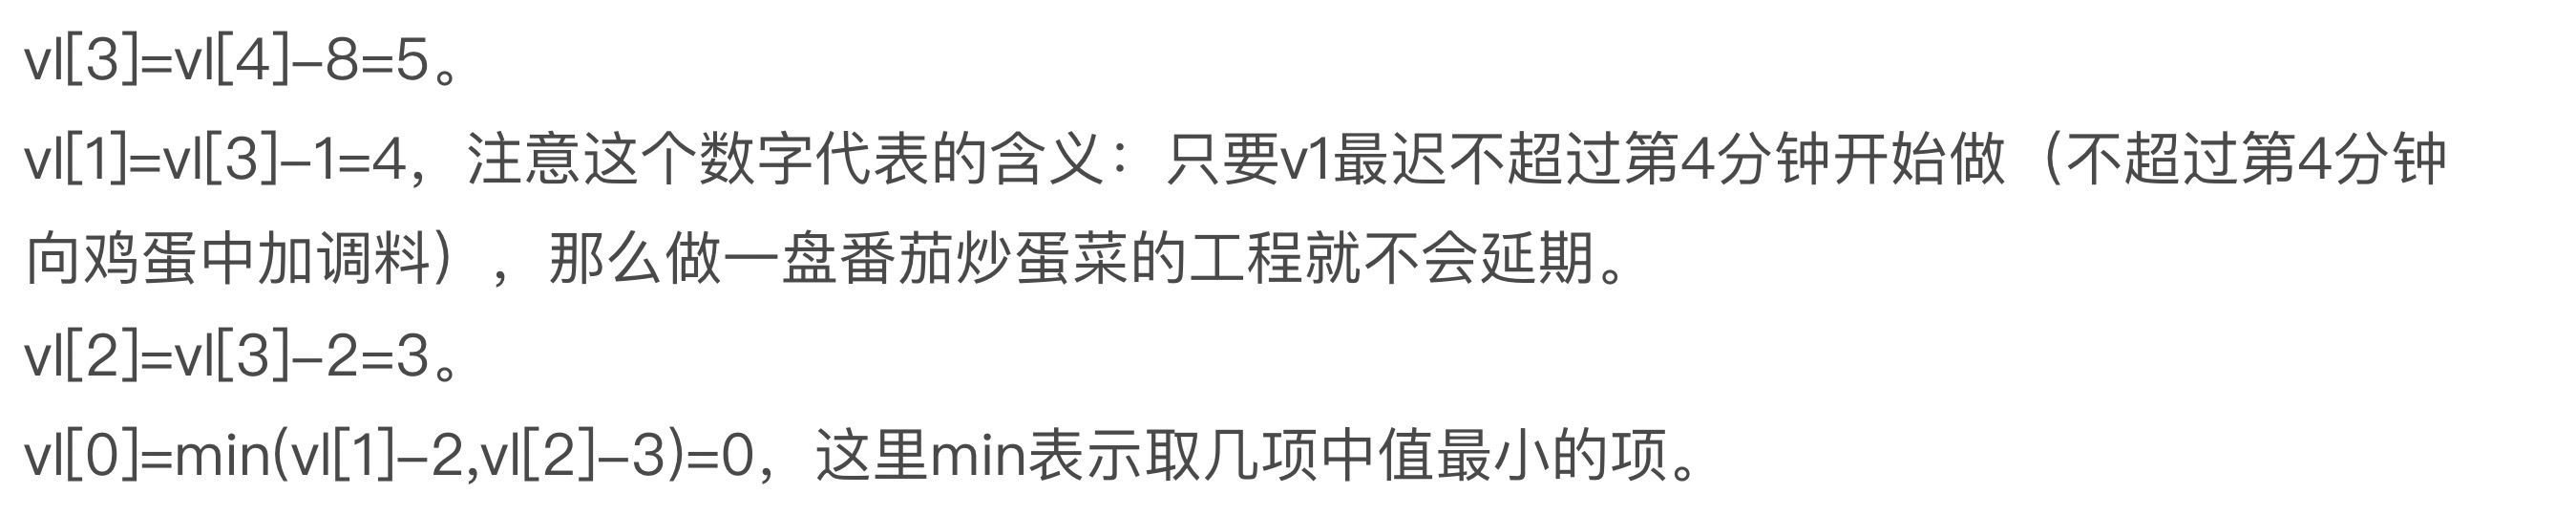 vl[3]=vl[4]–8=5。
vl[1]=vl[3]–1=4，注意这个数字代表的含义：只要v1最迟不超过第4分钟开始做（不超过第4分钟
向鸡蛋中加调料），那么做一盘番茄炒蛋菜的工程就不会延期。
vl[2]=vl[3]–2=3。
vl[0]=min(vl[1]–2,vl[2]–3)=0，这里min表示取几项中值最小的项。